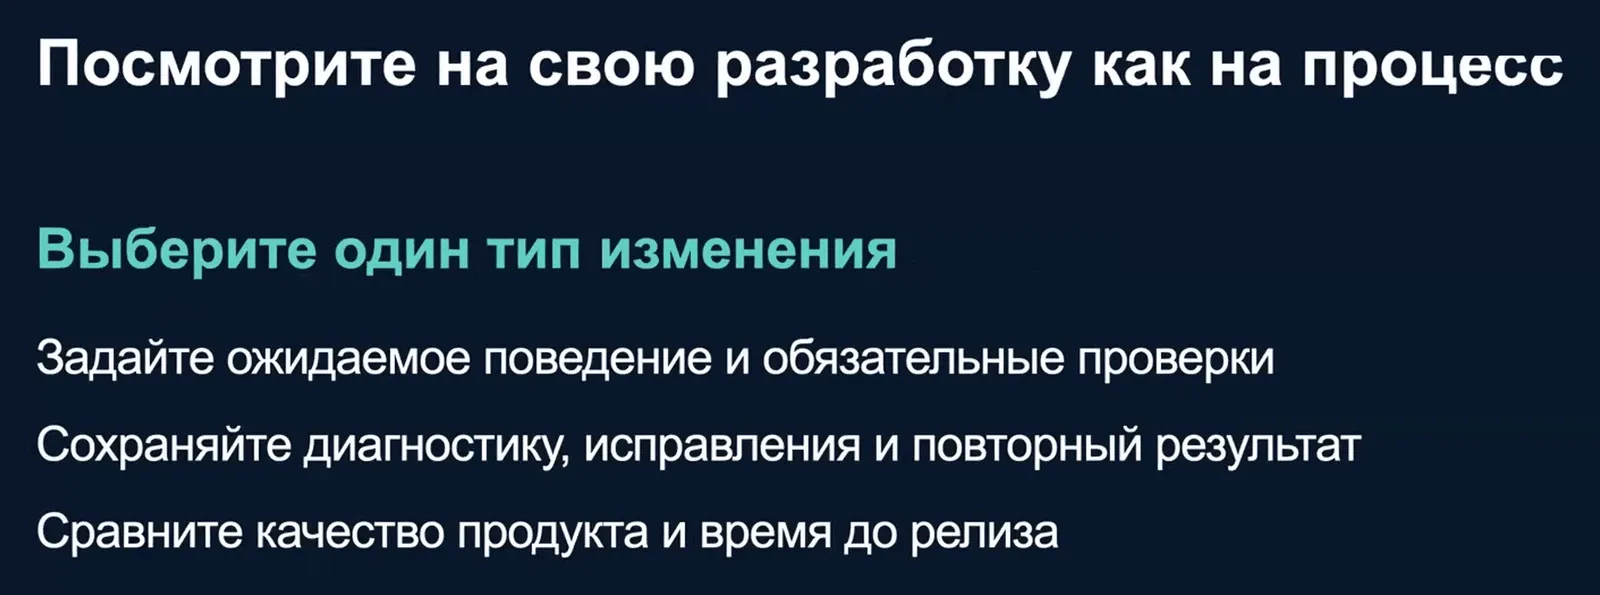 Посмотрите на свою разработку как на процесс
Выберите один тип изменения
Задайте ожидаемое поведение и обязательные проверки
Сохраняйте диагностику, исправления и повторный результат
Сравните качество продукта и время до релиза